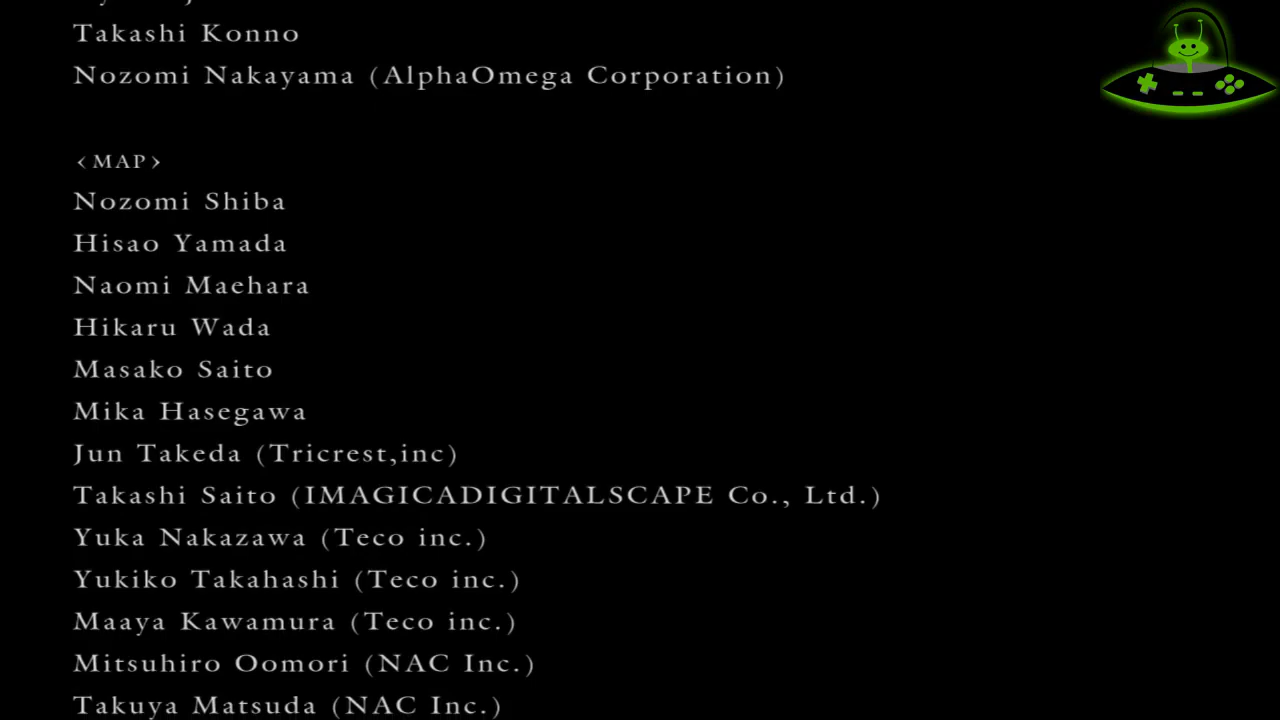 Takashi Konno
Nozomi Nakayama (AlphaOmega Corporation)
<MAP>
Nozomi Shiba
Hisao Yamada
Naomi Maehara
Hikaru Wada
Masako Saito
Mika Hasegawa
Jun Takeda (Tricrest,inc)
Takashi Saito (IMAGICADIGITALSCAPE Co., Ltd.)
Yuka Nakazawa (Teco inc.)
Yukiko Takahashi (Teco inc.)
Maaya Kawamura (Teco inc.)
Mitsuhiro Oomori (NAC Inc.)
Takuya Matsuda (NAC Inc.)